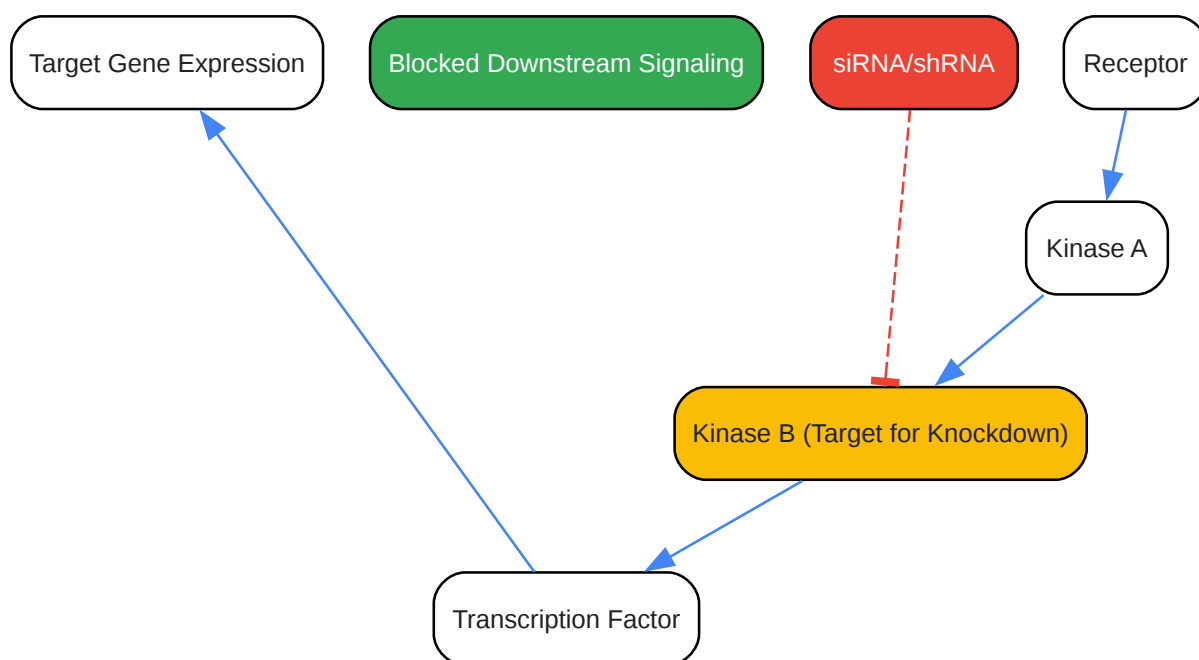 Target Gene Expression
Blocked Downstream Signaling
siRNA/shRNA
Receptor
Kinase A
Kinase B (Target for Knockdown)
Transcription Factor